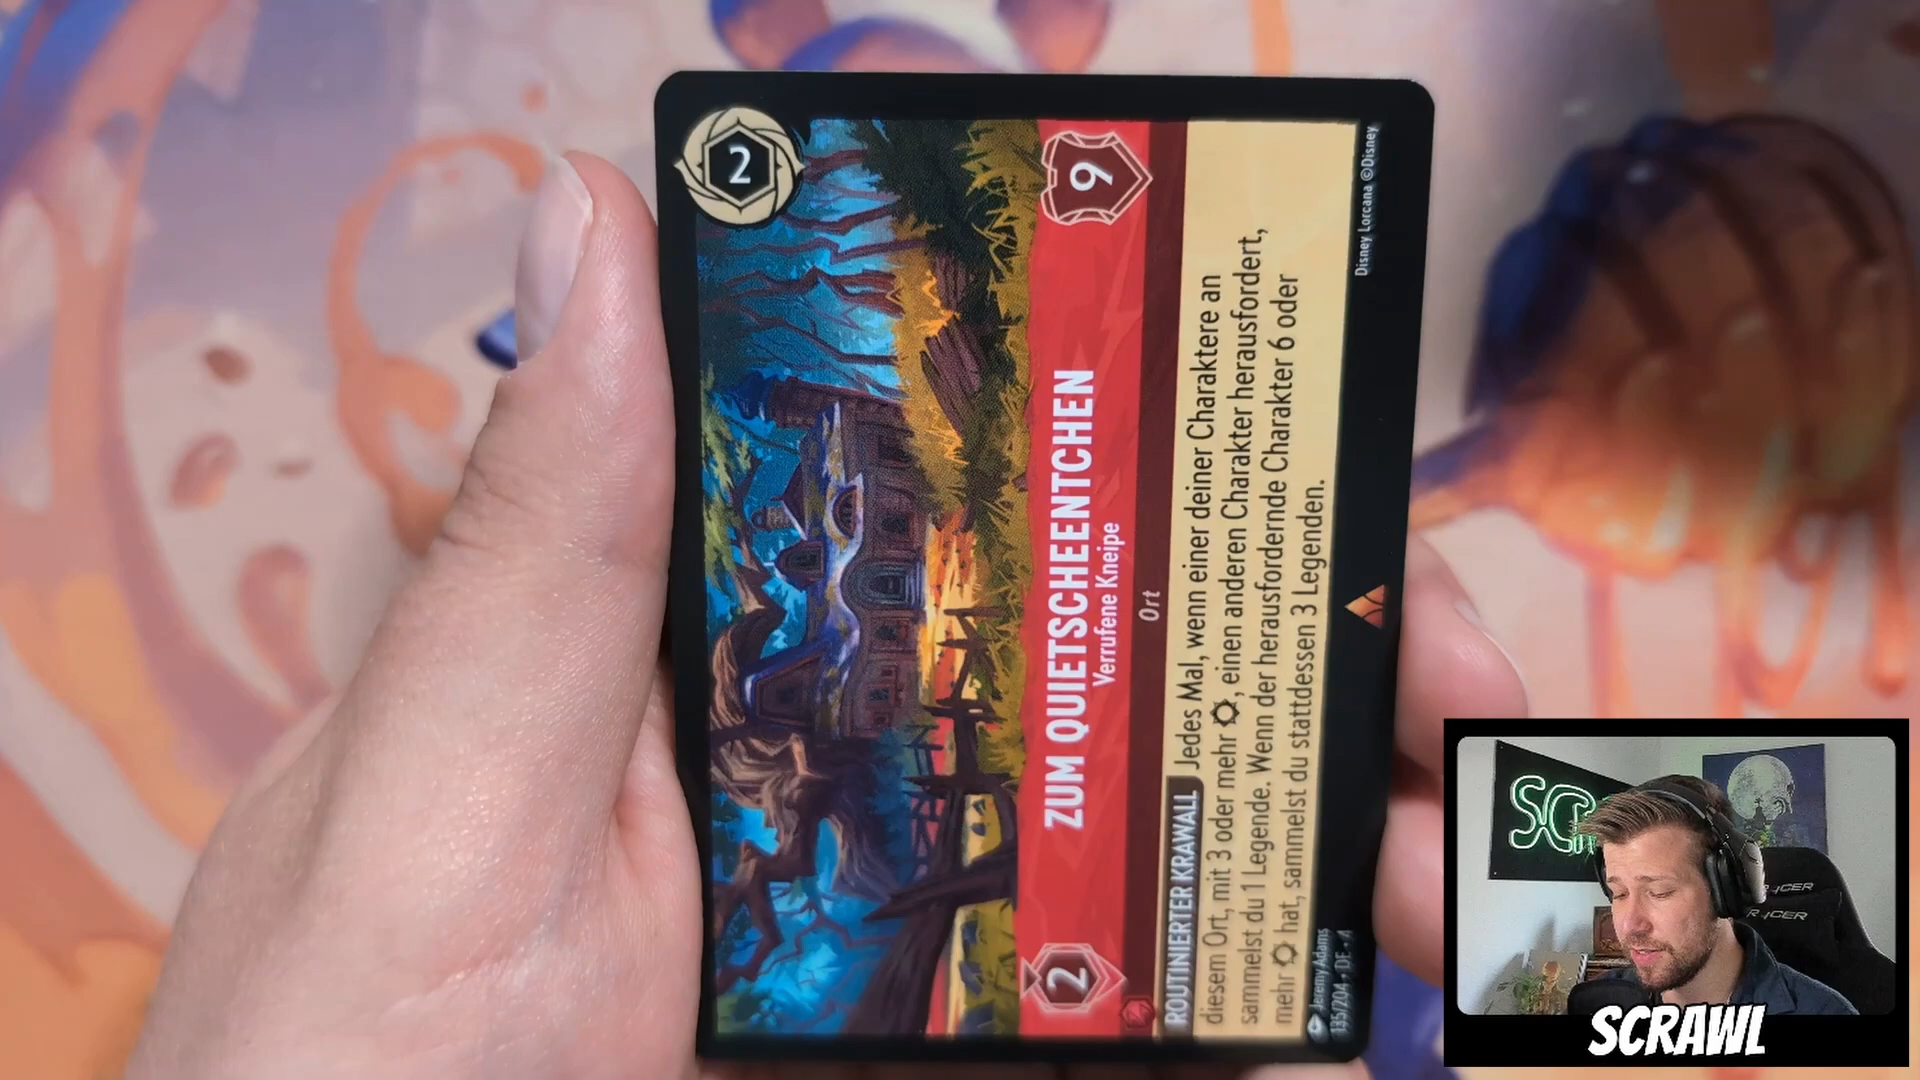 2
9
ZUM QUIETSCHEENTCHEN
Verrufene Kneipe
2
Ort
ROUTINIERTER KRAWALL Jedes Mal, wenn einer deiner Charaktere an
diesem Ort, mit 3 oder mehr , einen anderen Charakter herausfordert,
sammelst du 1 Legende. Wenn der herausfordernde Charakter 6 oder
mehr hat, sammelst du stattdessen 3 Legenden.
Jeremy Adams
135/204 • DE • 4
Disney Lorcana ©Disney
SCRAWL